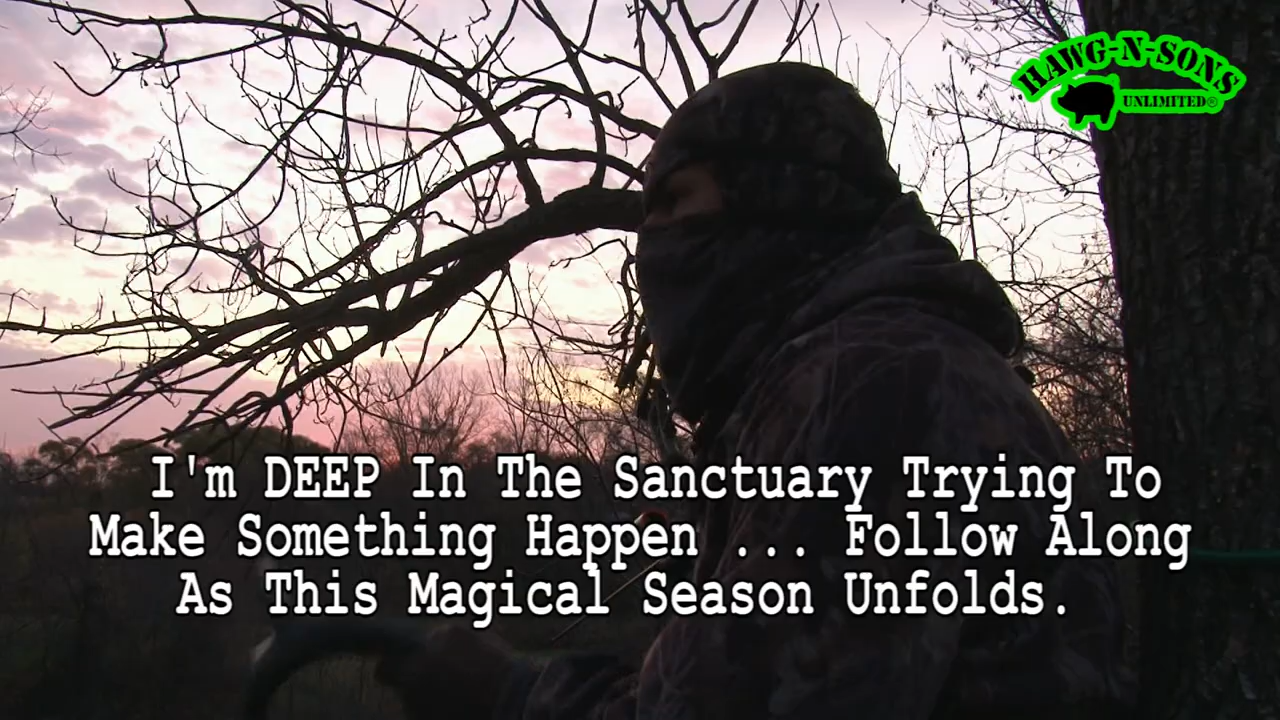 HAWG-N-SONS
UNLIMITED®
I'm DEEP In The Sanctuary Trying To
Make Something Happen ... Follow Along
As This Magical Season Unfolds.